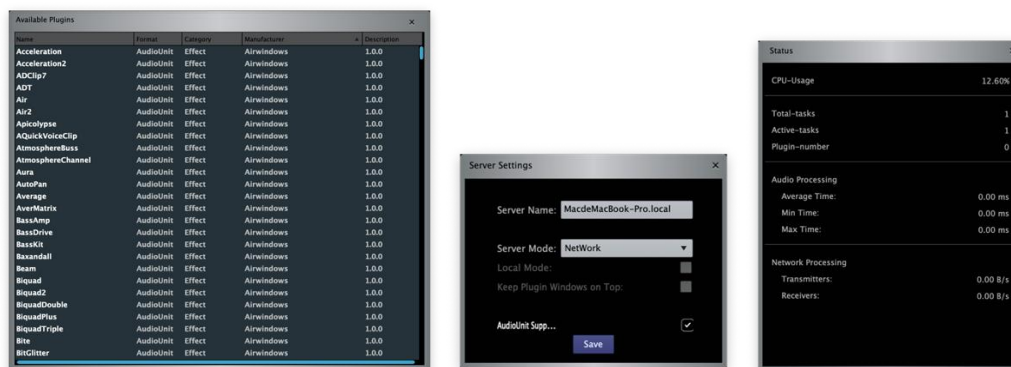 Available Plugins ×
Name Format Category Manufacturer Description
Acceleration AudioUnit Effect Airwindows 1.0.0
Acceleration2 AudioUnit Effect Airwindows 1.0.0
ADClip7 AudioUnit Effect Airwindows 1.0.0
ADT AudioUnit Effect Airwindows 1.0.0
Air AudioUnit Effect Airwindows 1.0.0
Air2 AudioUnit Effect Airwindows 1.0.0
Apicolypse AudioUnit Effect Airwindows 1.0.0
AQuickVoiceClip AudioUnit Effect Airwindows 1.0.0
AtmosphereBuss AudioUnit Effect Airwindows 1.0.0
AtmosphereChannel AudioUnit Effect Airwindows 1.0.0
Aura AudioUnit Effect Airwindows 1.0.0
AutoPan AudioUnit Effect Airwindows 1.0.0
Average AudioUnit Effect Airwindows 1.0.0
AverMatrix AudioUnit Effect Airwindows 1.0.0
BassAmp AudioUnit Effect Airwindows 1.0.0
BassDrive AudioUnit Effect Airwindows 1.0.0
BassKit AudioUnit Effect Airwindows 1.0.0
Baxandall AudioUnit Effect Airwindows 1.0.0
Beam AudioUnit Effect Airwindows 1.0.0
Biquad AudioUnit Effect Airwindows 1.0.0
Biquad2 AudioUnit Effect Airwindows 1.0.0
BiquadDouble AudioUnit Effect Airwindows 1.0.0
BiquadPlus AudioUnit Effect Airwindows 1.0.0
BiquadTriple AudioUnit Effect Airwindows 1.0.0
Bite AudioUnit Effect Airwindows 1.0.0
BitGlitter AudioUnit Effect Airwindows 1.0.0
Server Settings ×
Server Name: MacdeMacBook-Pro.local
Server Mode: NetWork
Local Mode:
Keep Plugin Windows on Top:
AudioUnit Supp...
Save
Status
CPU-Usage 12.60%
Total-tasks 1
Active-tasks 1
Plugin-number 0
Audio Processing
Average Time: 0.00 ms
Min Time: 0.00 ms
Max Time: 0.00 ms
Network Processing
Transmitters: 0.00 B/s
Receivers: 0.00 B/s